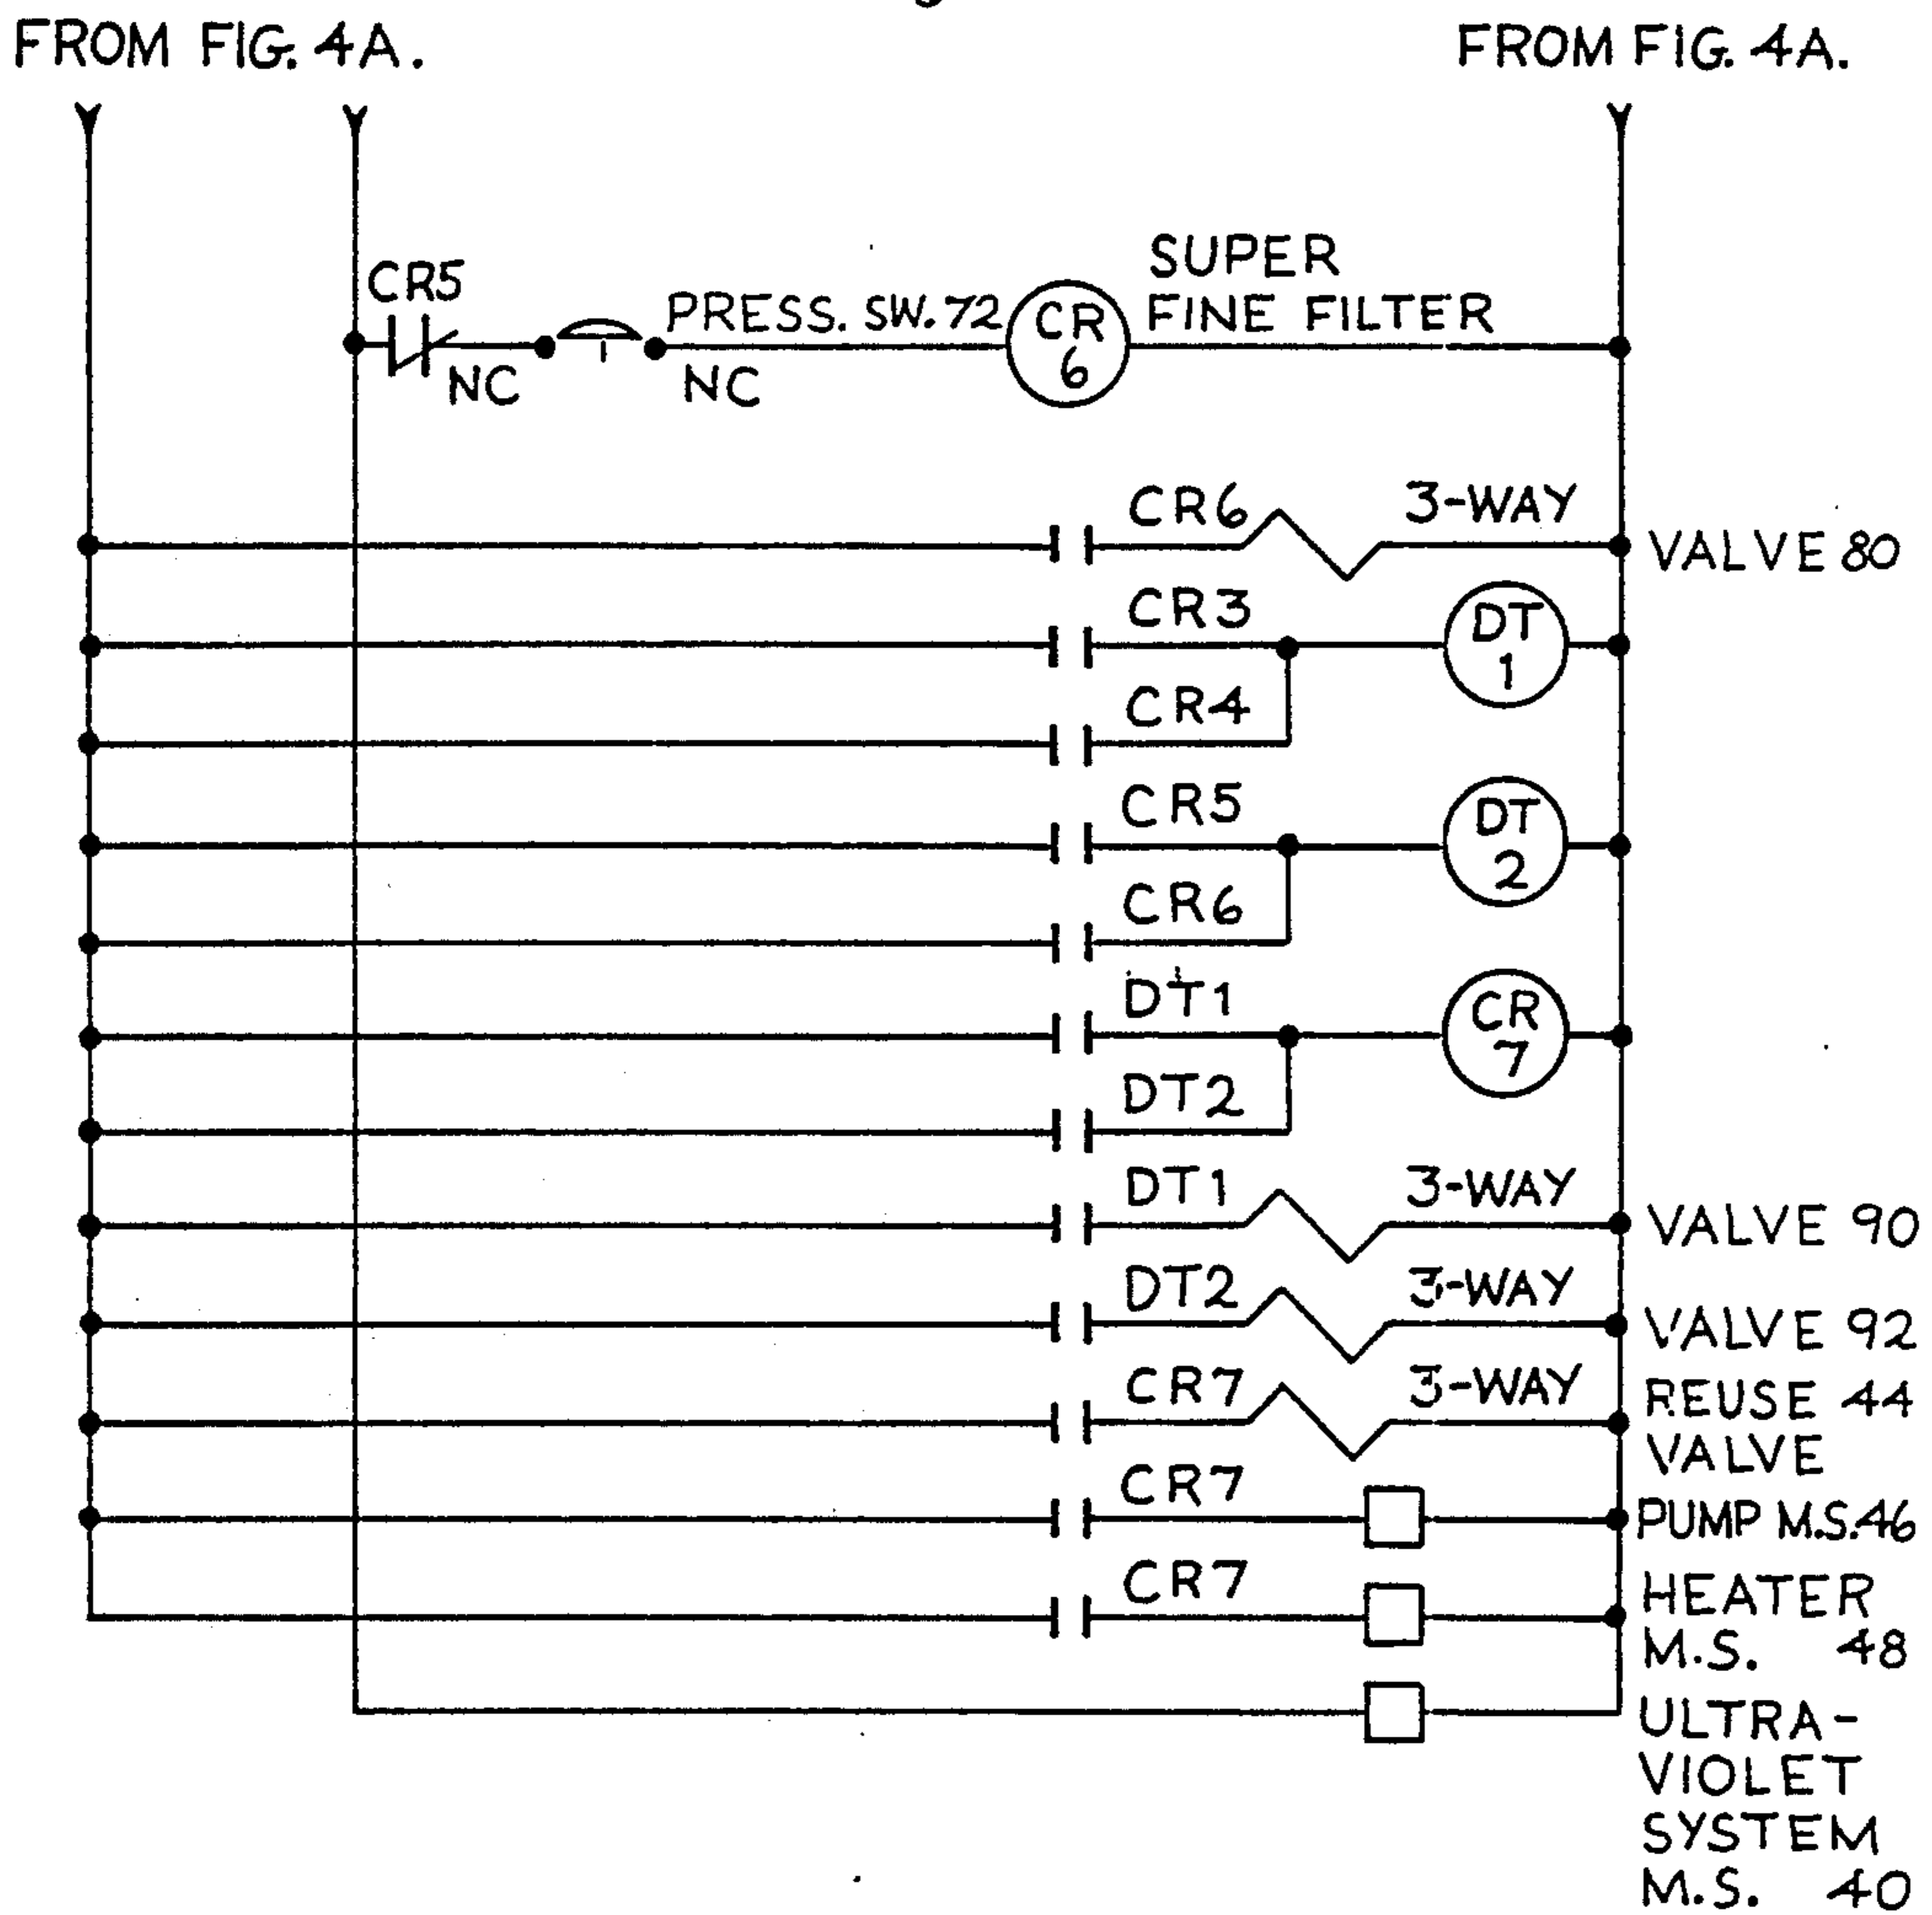 FROM FIG. 4A.
FROM FIG. 4A.
CR5
NC
PRESS. SW. 72
NC
CR
6
SUPER
FINE FILTER
CR6
3-WAY
VALVE 80
CR3
DT
1
CR4
CR5
DT
2
CR6
DT1
CR
7
DT2
DT1
3-WAY
VALVE 90
DT2
3-WAY
VALVE 92
CR7
3-WAY
REUSE 44
VALVE
CR7
PUMP M.S. 46
CR7
HEATER
M.S. 48
ULTRA-
VIOLET
SYSTEM
M.S. 40